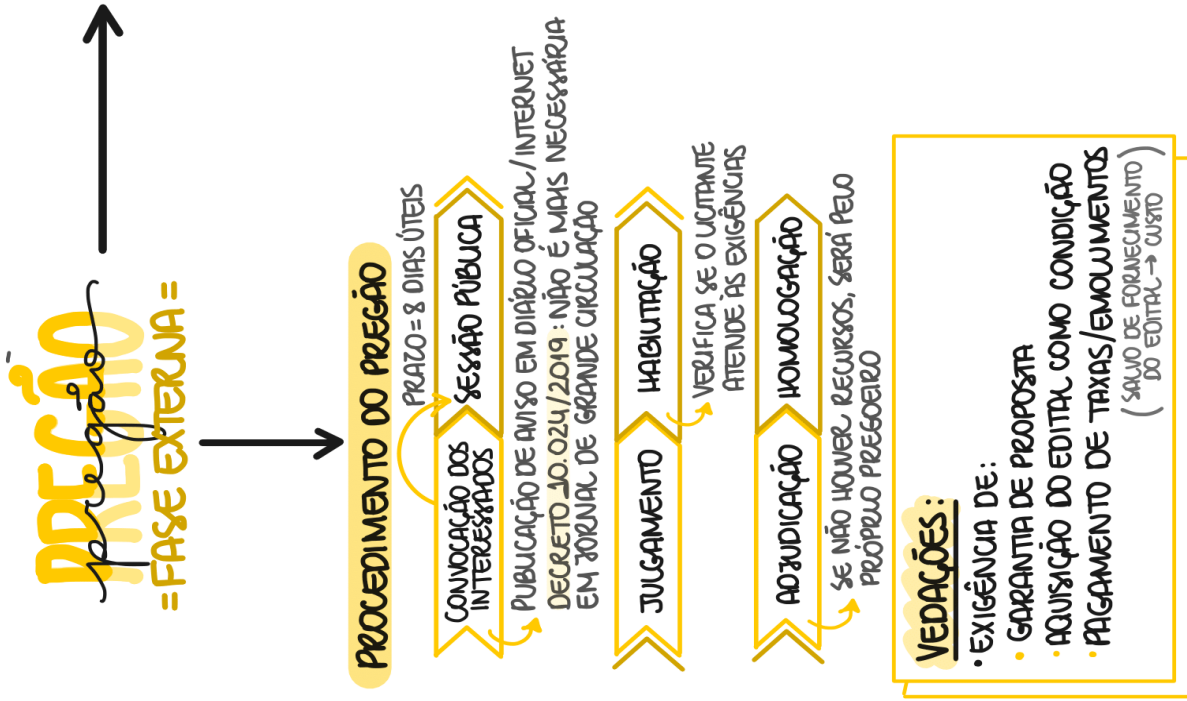 PREGÃO
pregão
=FASE EXTERNA=
PROCEDIMENTO DO PREGÃO
PRAZO = 8 DIAS ÚTEIS
CONVOCAÇÃO DOS
INTERESSADOS
SESSÃO PÚBLICA
PUBLICAÇÃO DE AVISO EM DIÁRIO OFICIAL/INTERNET
DECRETO 10.024/2019: NÃO É MAIS NECESSÁRIA
EM JORNAL DE GRANDE CIRCULAÇÃO
JULGAMENTO
HABILITAÇÃO
VERIFICA SE O LICITANTE
ATENDE ÀS EXIGÊNCIAS
ADJUDICAÇÃO
HOMOLOGAÇÃO
SE NÃO HOUVER RECURSOS, SERÁ PELO
PRÓPRIO PREGOEIRO
VEDAÇÕES:
• EXIGÊNCIA DE:
• GARANTIA DE PROPOSTA
• AQUISIÇÃO DO EDITAL COMO CONDIÇÃO
• PAGAMENTO DE TAXAS/EMOLUMENTOS
(SALVO DE FORNECIMENTO
DO EDITAL → CUSTO)